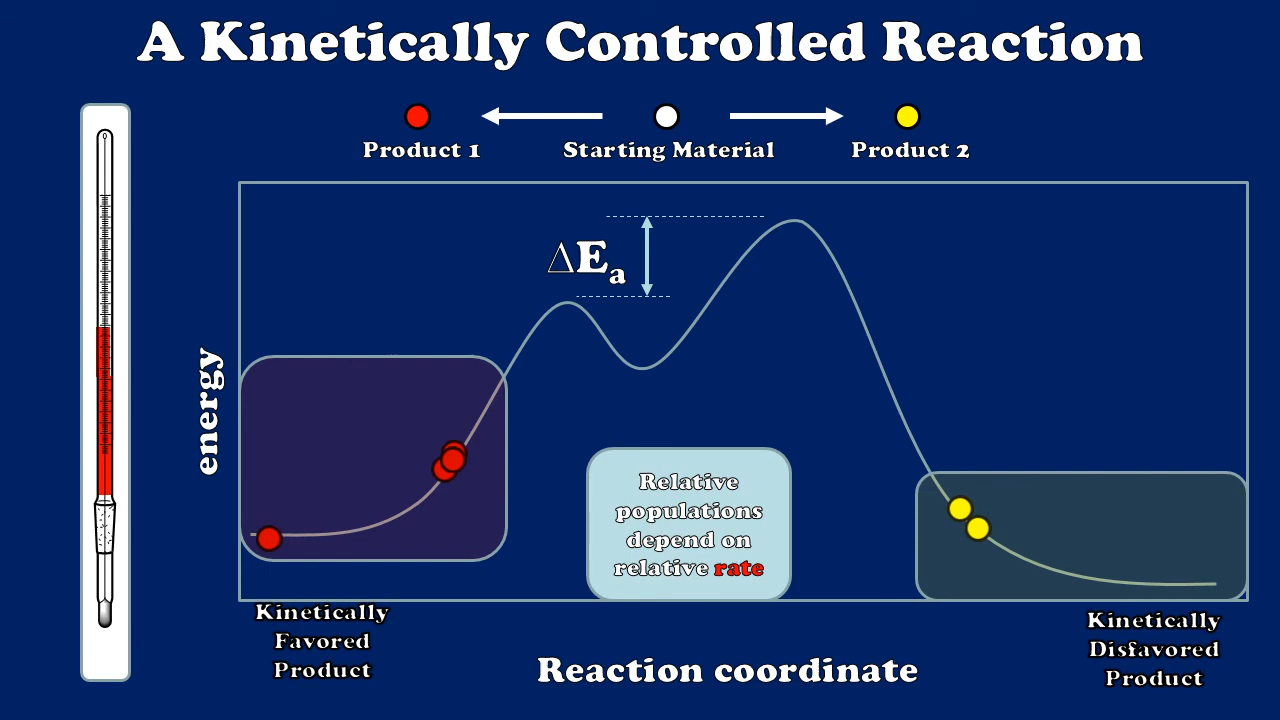 A Kinetically Controlled Reaction
Product 1
Starting Material
Product 2
ΔEa
energy
Relative
populations
depend on
relative rate
Kinetically
Favored
Product
Kinetically
Disfavored
Product
Reaction coordinate